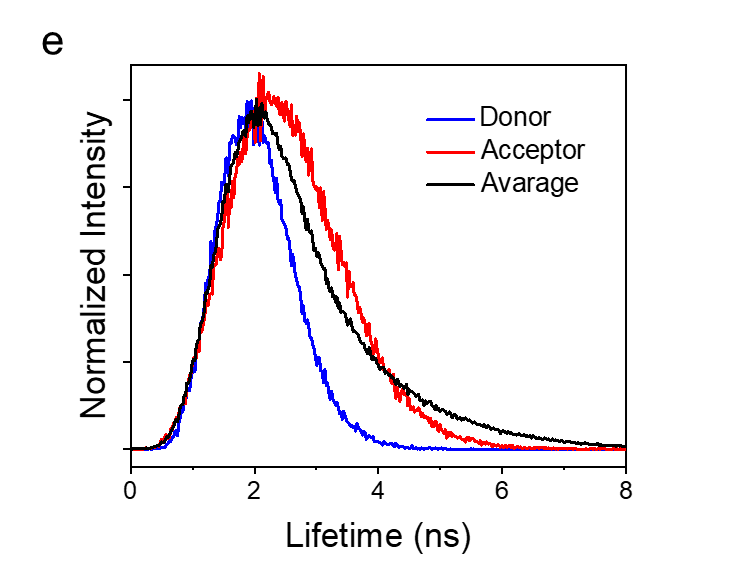 e
Donor
Acceptor
Avarage
Normalized Intensity
0 2 4 6 8
Lifetime (ns)